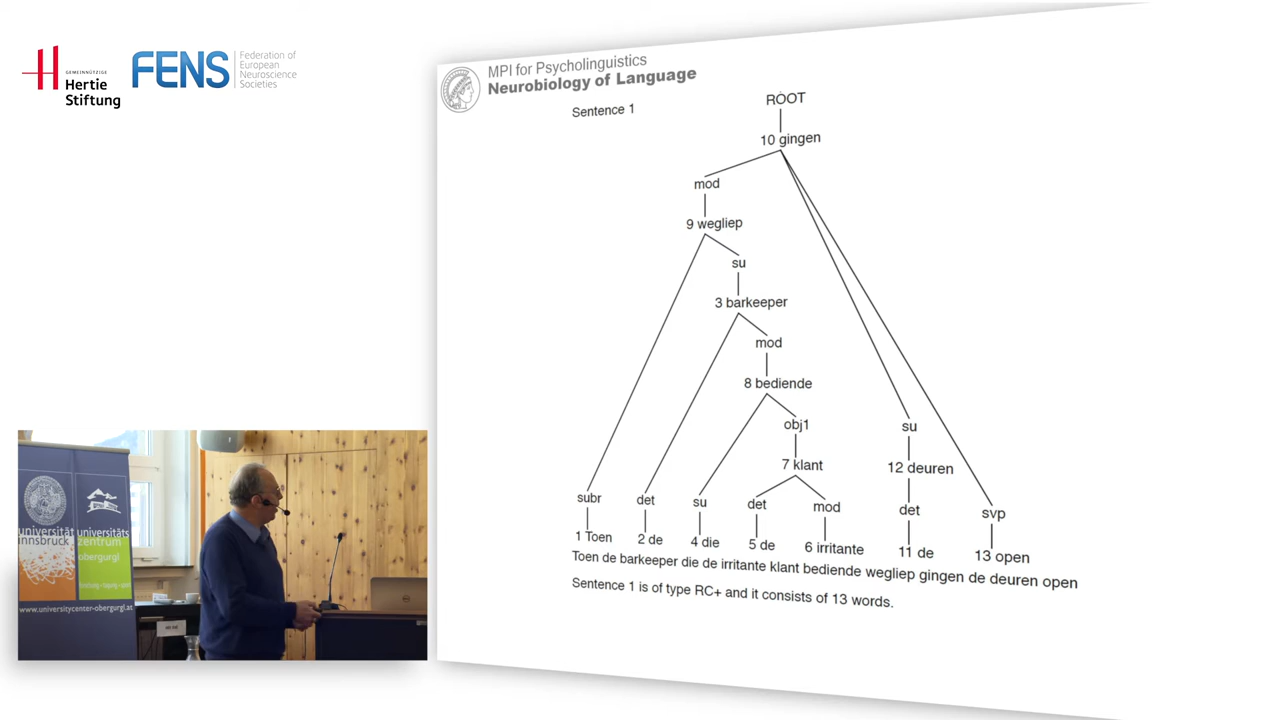 GEMEINNÜTZIGE
Hertie
Stiftung
FENS
Federation of
European
Neuroscience
Societies
MPI for Psycholinguistics
Neurobiology of Language
Sentence 1
ROOT
10 gingen
mod
9 wegliep
su
3 barkeeper
mod
8 bediende
obj1
su
7 klant
12 deuren
subr
det
su
det
mod
det
svp
1 Toen
2 de
4 die
5 de
6 irritante
11 de
13 open
Toen de barkeeper die de irritante klant bediende wegliep gingen de deuren open
Sentence 1 is of type RC+ and it consists of 13 words.
universität
innsbruck
universitäts
zentrum
obergurgl
www.universitycenter-obergurgl.at